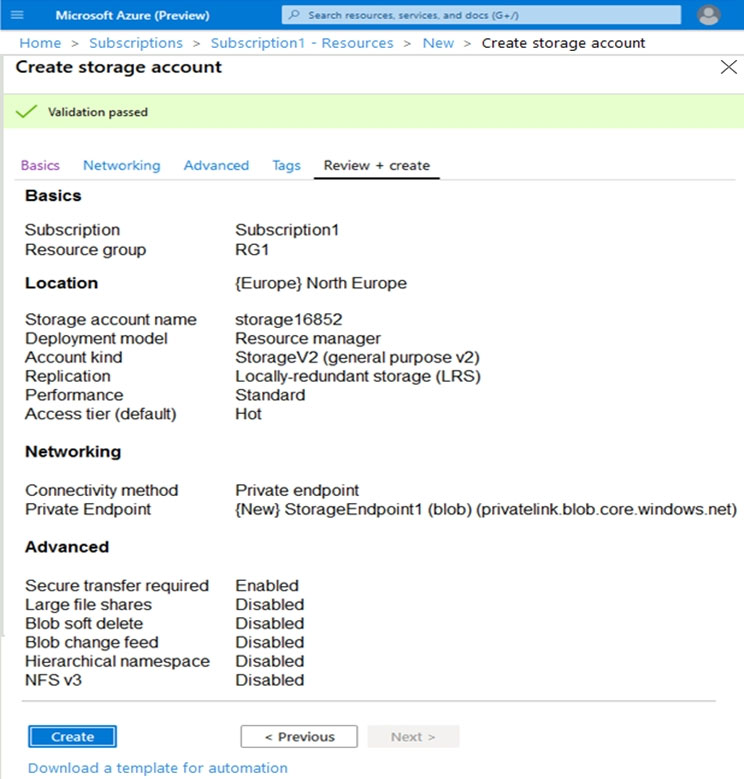 Microsoft Azure (Preview) Search resources, services, and docs (G+/)
Home > Subscriptions > Subscription1 - Resources > New > Create storage account
Create storage account
Validation passed
Basics Networking Advanced Tags Review + create
Basics
Subscription Subscription1
Resource group RG1
Location {Europe} North Europe
Storage account name storage16852
Deployment model Resource manager
Account kind StorageV2 (general purpose v2)
Replication Locally-redundant storage (LRS)
Performance Standard
Access tier (default) Hot
Networking
Connectivity method Private endpoint
Private Endpoint {New} StorageEndpoint1 (blob) (privatelink.blob.core.windows.net)
Advanced
Secure transfer required Enabled
Large file shares Disabled
Blob soft delete Disabled
Blob change feed Disabled
Hierarchical namespace Disabled
NFS v3 Disabled
Create < Previous Next >
Download a template for automation